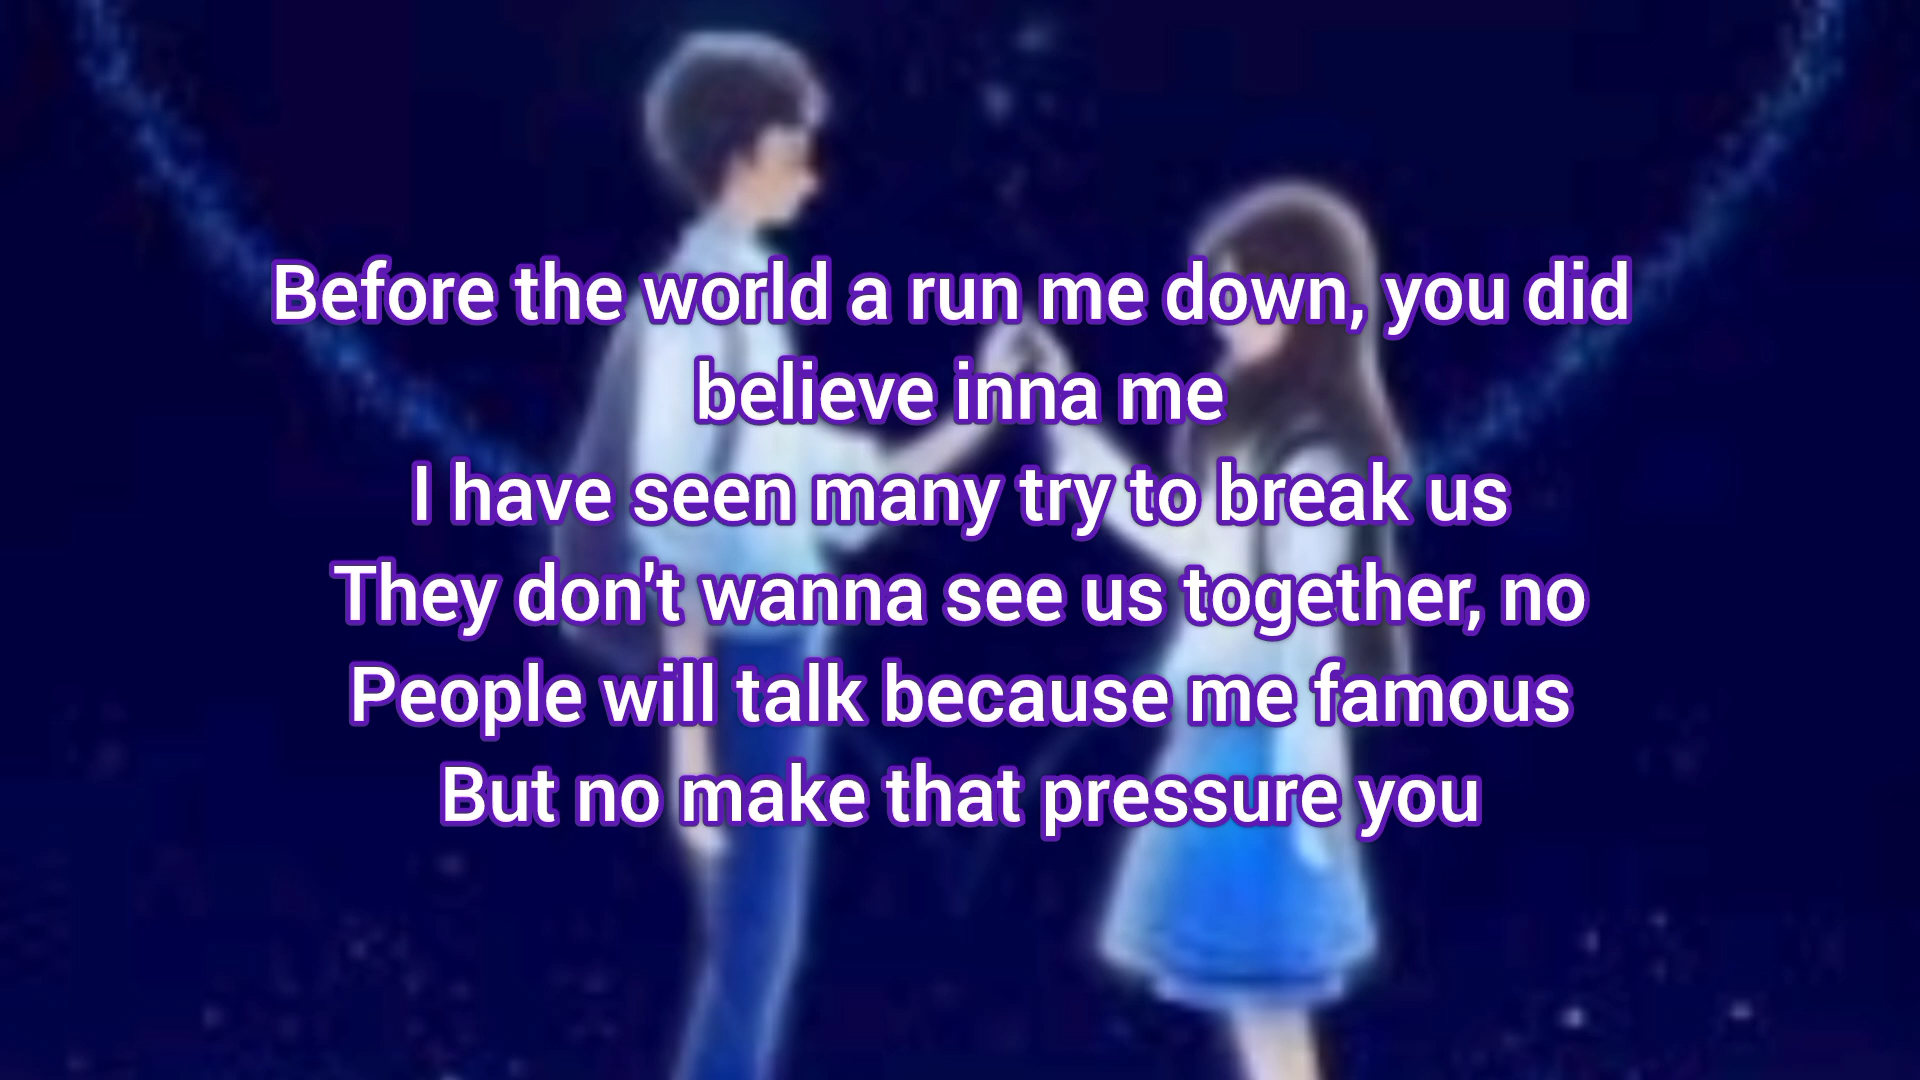 Before the world a run me down, you did
believe inna me
I have seen many try to break us
They don't wanna see us together, no
People will talk because me famous
But no make that pressure you